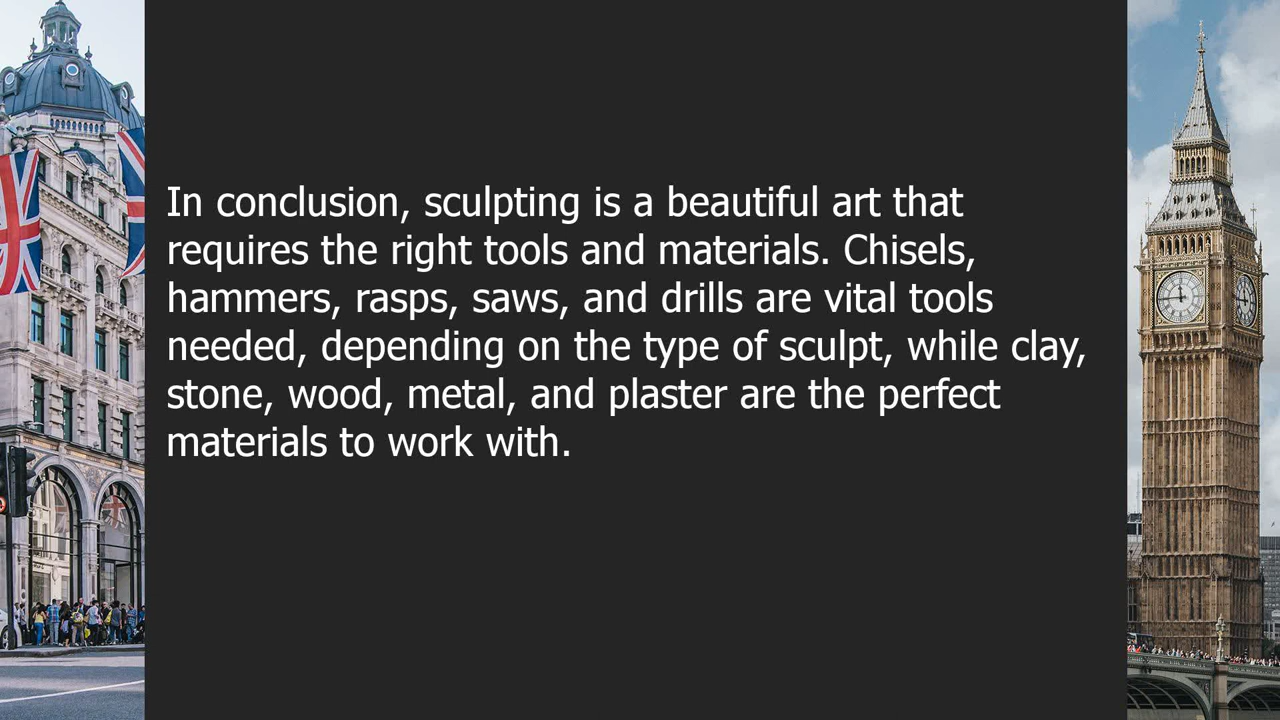 In conclusion, sculpting is a beautiful art that
requires the right tools and materials. Chisels,
hammers, rasps, saws, and drills are vital tools
needed, depending on the type of sculpt, while clay,
stone, wood, metal, and plaster are the perfect
materials to work with.